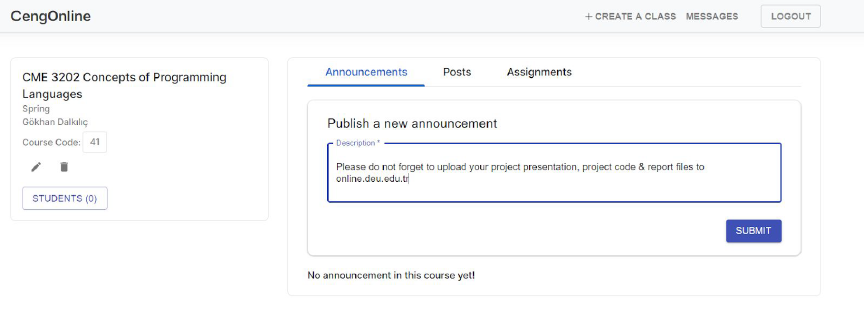 CengOnline
+ CREATE A CLASS MESSAGES LOGOUT
CME 3202 Concepts of Programming
Languages
Spring
Gökhan Dalkılıç
Course Code: 41
STUDENTS (0)
Announcements Posts Assignments
Publish a new announcement
Description *
Please do not forget to upload your project presentation, project code & report files to
online.deu.edu.tr
SUBMIT
No announcement in this course yet!